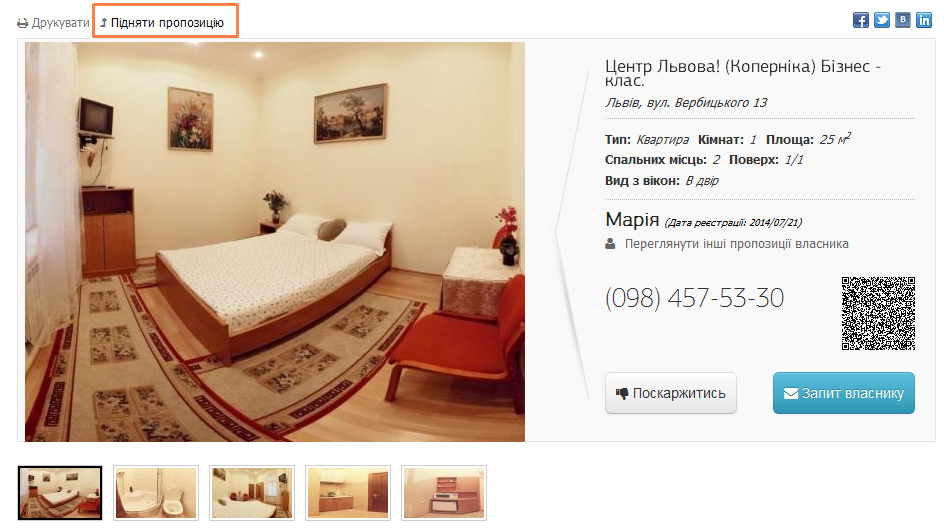 Друкувати Підняти пропозицію
Центр Львова! (Коперніка) Бізнес -
клас.
Львів, вул. Вербицького 13
Тип: Квартира Кімнат: 1 Площа: 25 м²
Спальних місць: 2 Поверх: 1/1
Вид з вікон: В двір
Марія (Дата реєстрації: 2014/07/21)
Переглянути інші пропозиції власника
(098) 457-53-30
Поскаржитись Запит власнику